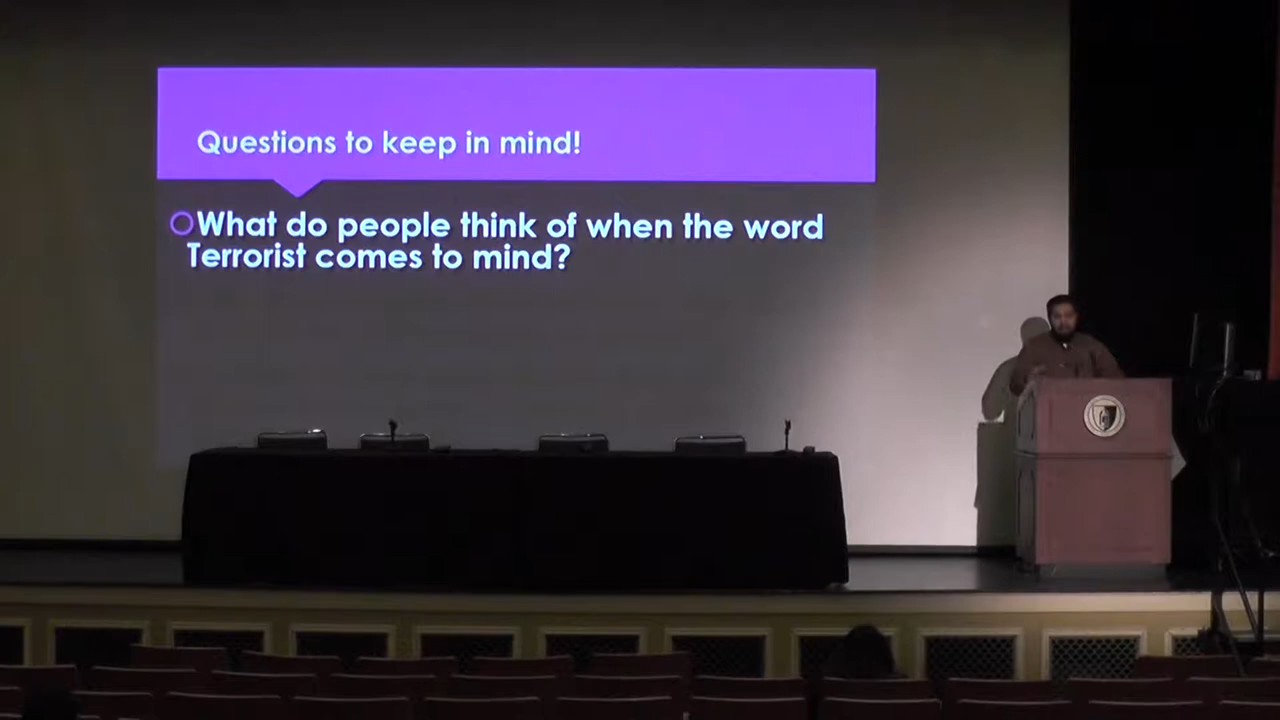 Questions to keep in mind!
What do people think of when the word
Terrorist comes to mind?